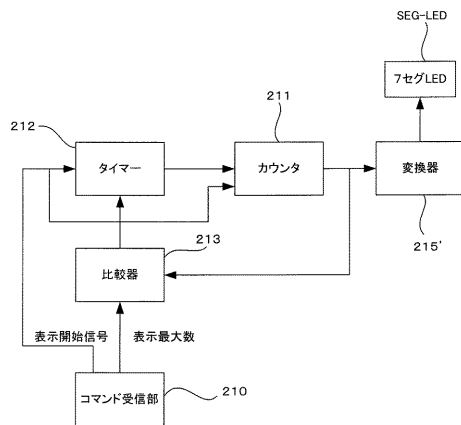 SEG-LED
7セグLED
211
212
タイマー
カウンタ
変換器
215'
213
比較器
表示開始信号
表示最大数
コマンド受信部
210